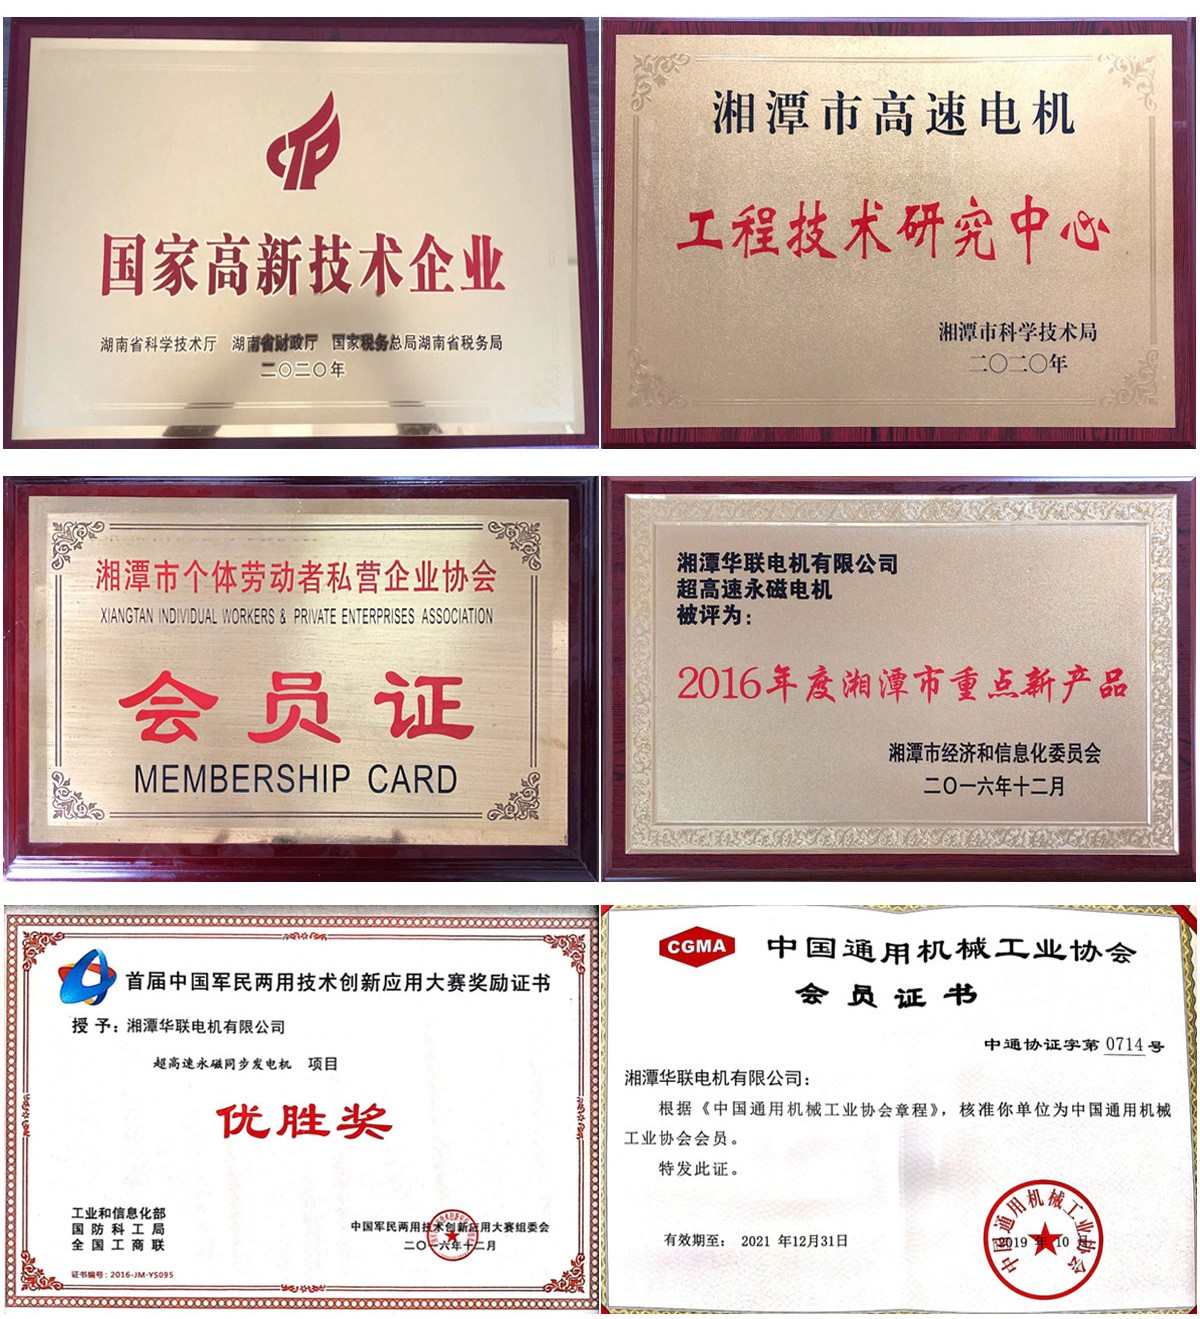 CTP
国家高新技术企业
湖南省科学技术厅 湖南省财政厅 国家税务总局湖南省税务局
二〇二〇年
湘潭市高速电机
工程技术研究中心
湘潭市科学技术局
二〇二〇年
湘潭市个体劳动者私营企业协会
XIANGTAN INDIVIDUAL WORKERS & PRIVATE ENTERPRISES ASSOCIATION
会员证
MEMBERSHIP CARD
湘潭华联电机有限公司
超高速永磁电机
被评为:
2016年度湘潭市重点新产品
湘潭市经济和信息化委员会
二〇一六年十二月
首届中国军民两用技术创新应用大赛奖励证书
授 予: 湘潭华联电机有限公司
超高速永磁同步发电机 项目
优胜奖
工业和信息化部
国防科工局
全国工商联
中国军民两用技术创新应用大赛组委会
二〇一六年十二月
证书编号: 2016-JM-YS095
CGMA 中国通用机械工业协会
会员证书
中通协证字第 0714 号
湘潭华联电机有限公司:
根据《中国通用机械工业协会章程》, 核准你单位为中国通用机械
工业协会会员。
特发此证。
中国通用机械工业协会
有效期至: 2021 年12月31日
2019 年 10